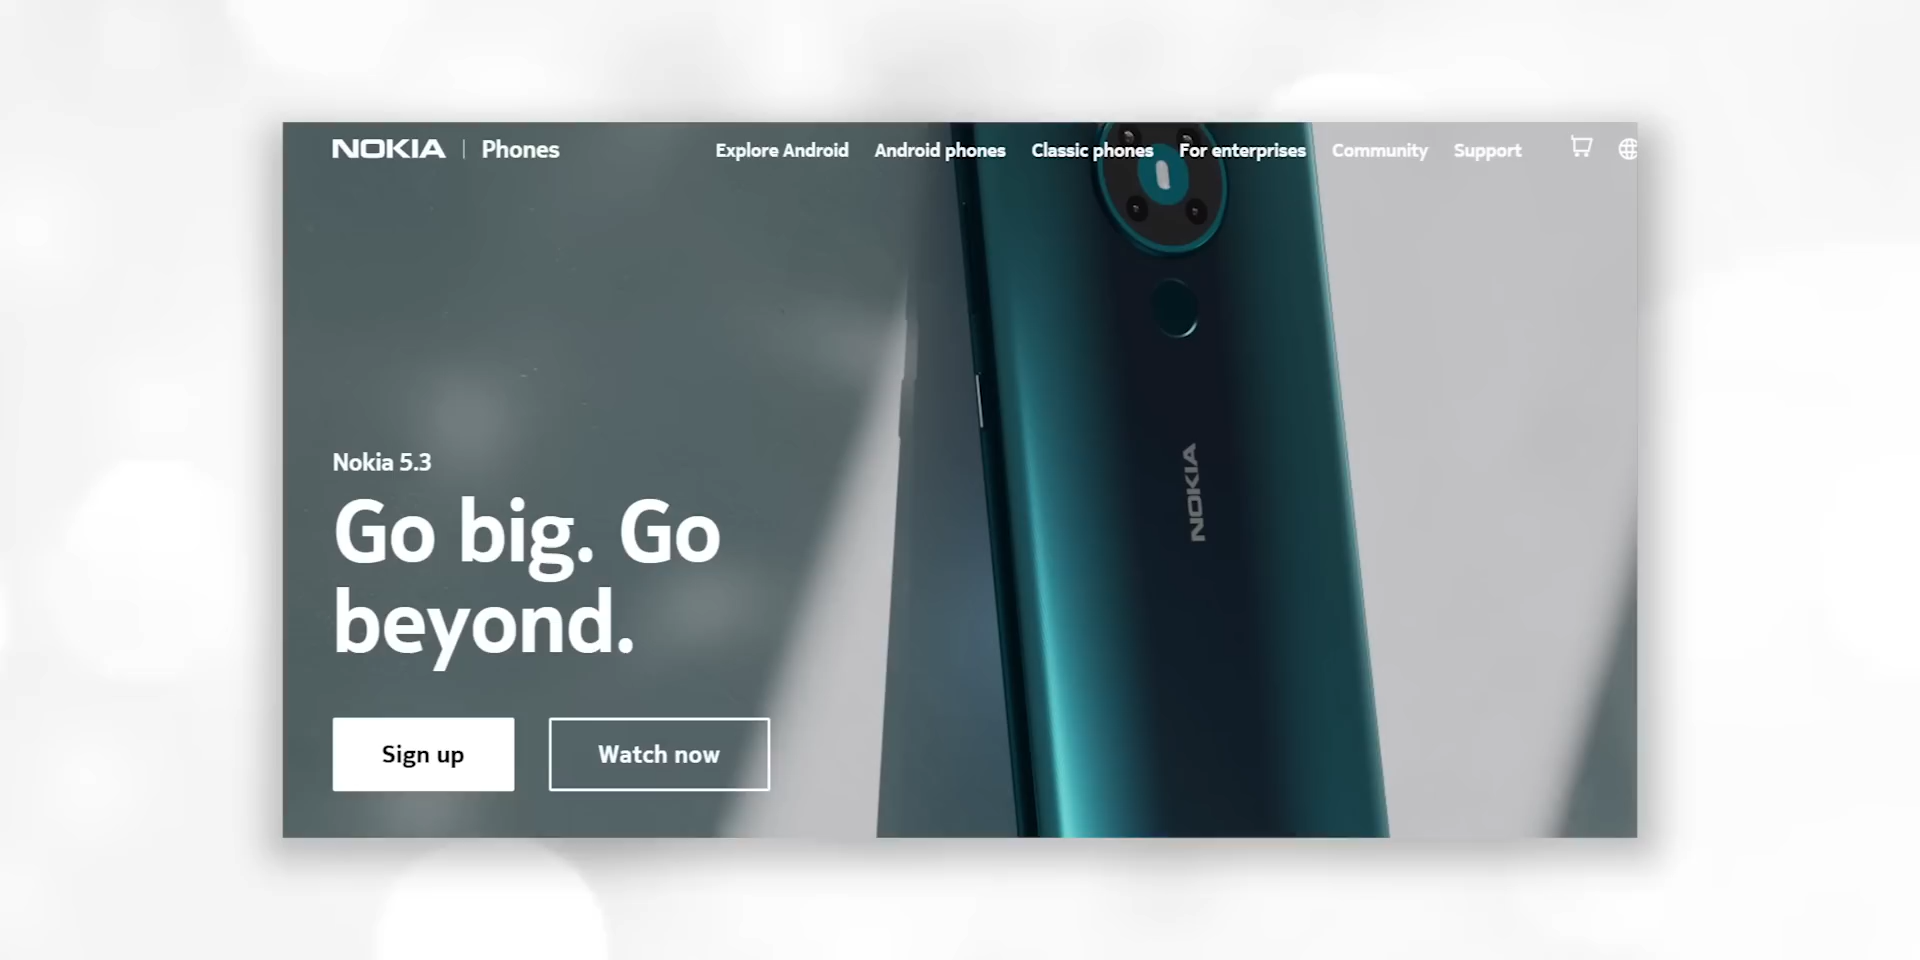 NOKIA | Phones
Explore Android Android phones Classic phones For enterprises Community Support
NOKIA
Nokia 5.3
Go big. Go
beyond.
Sign up Watch now